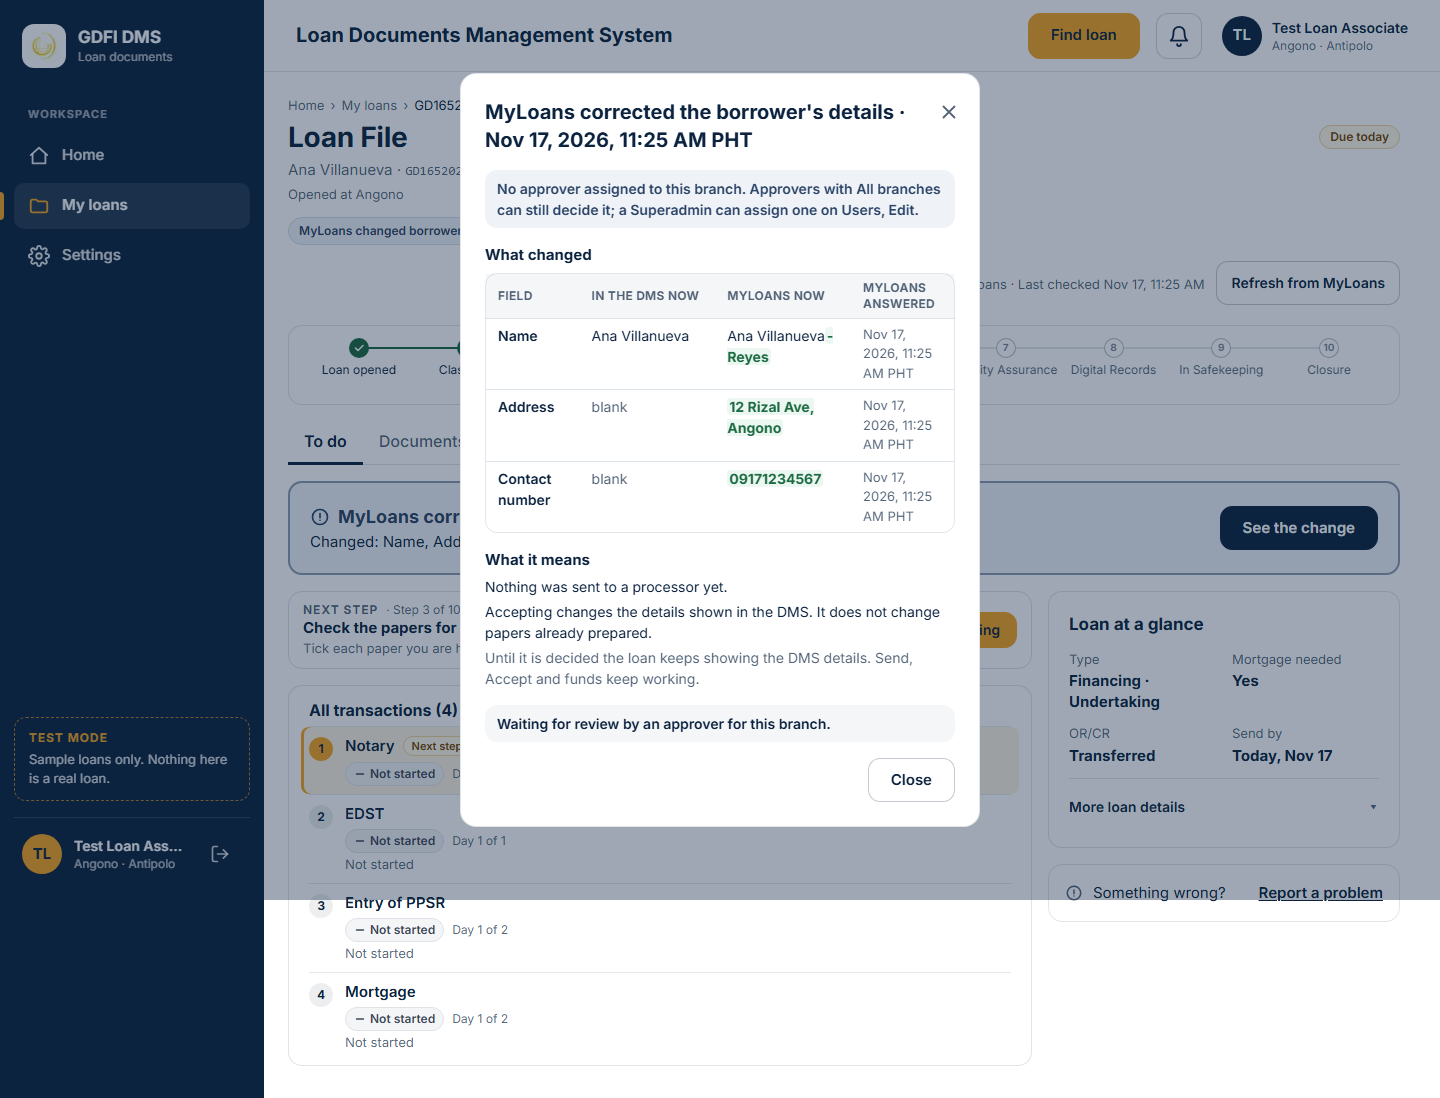 GDFI DMS
Loan documents
WORKSPACE
Home
My loans
Settings
TEST MODE
Sample loans only. Nothing here
is a real loan.
TL
Test Loan Ass...
Angono · Antipolo
Loan Documents Management System
Find loan
TL
Test Loan Associate
Angono · Antipolo
Home › My loans › GD1652
Loan File
Due today
Ana Villanueva · GD165202
Opened at Angono
MyLoans changed borrower
· Last checked Nov 17, 2026, 11:25 AM
Refresh from MyLoans
Loan opened
7
Assurance
8
Digital Records
9
In Safekeeping
10
Closure
To do
Documents
MyLoans corr
Changed: Name, Add
See the change
NEXT STEP · Step 3 of 10
Check the papers for
Tick each paper you are
All transactions (4)
1
Notary
Next step
– Not started
2
EDST
– Not started
Day 1 of 1
Not started
3
Entry of PPSR
– Not started
Day 1 of 2
Not started
4
Mortgage
– Not started
Day 1 of 2
Not started
Loan at a glance
Type
Financing ·
Undertaking
Mortgage needed
Yes
OR/CR
Transferred
Send by
Today, Nov 17
More loan details
Something wrong?
Report a problem
MyLoans corrected the borrower's details ·
Nov 17, 2026, 11:25 AM PHT
No approver assigned to this branch. Approvers with All branches
can still decide it; a Superadmin can assign one on Users, Edit.
What changed
FIELD
IN THE DMS NOW
MYLOANS NOW
MYLOANS
ANSWERED
Name
Ana Villanueva
Ana Villanueva-
Reyes
Nov 17,
2026, 11:25
AM PHT
Address
blank
12 Rizal Ave,
Angono
Nov 17,
2026, 11:25
AM PHT
Contact
number
blank
09171234567
Nov 17,
2026, 11:25
AM PHT
What it means
Nothing was sent to a processor yet.
Accepting changes the details shown in the DMS. It does not change
papers already prepared.
Until it is decided the loan keeps showing the DMS details. Send,
Accept and funds keep working.
Waiting for review by an approver for this branch.
Close